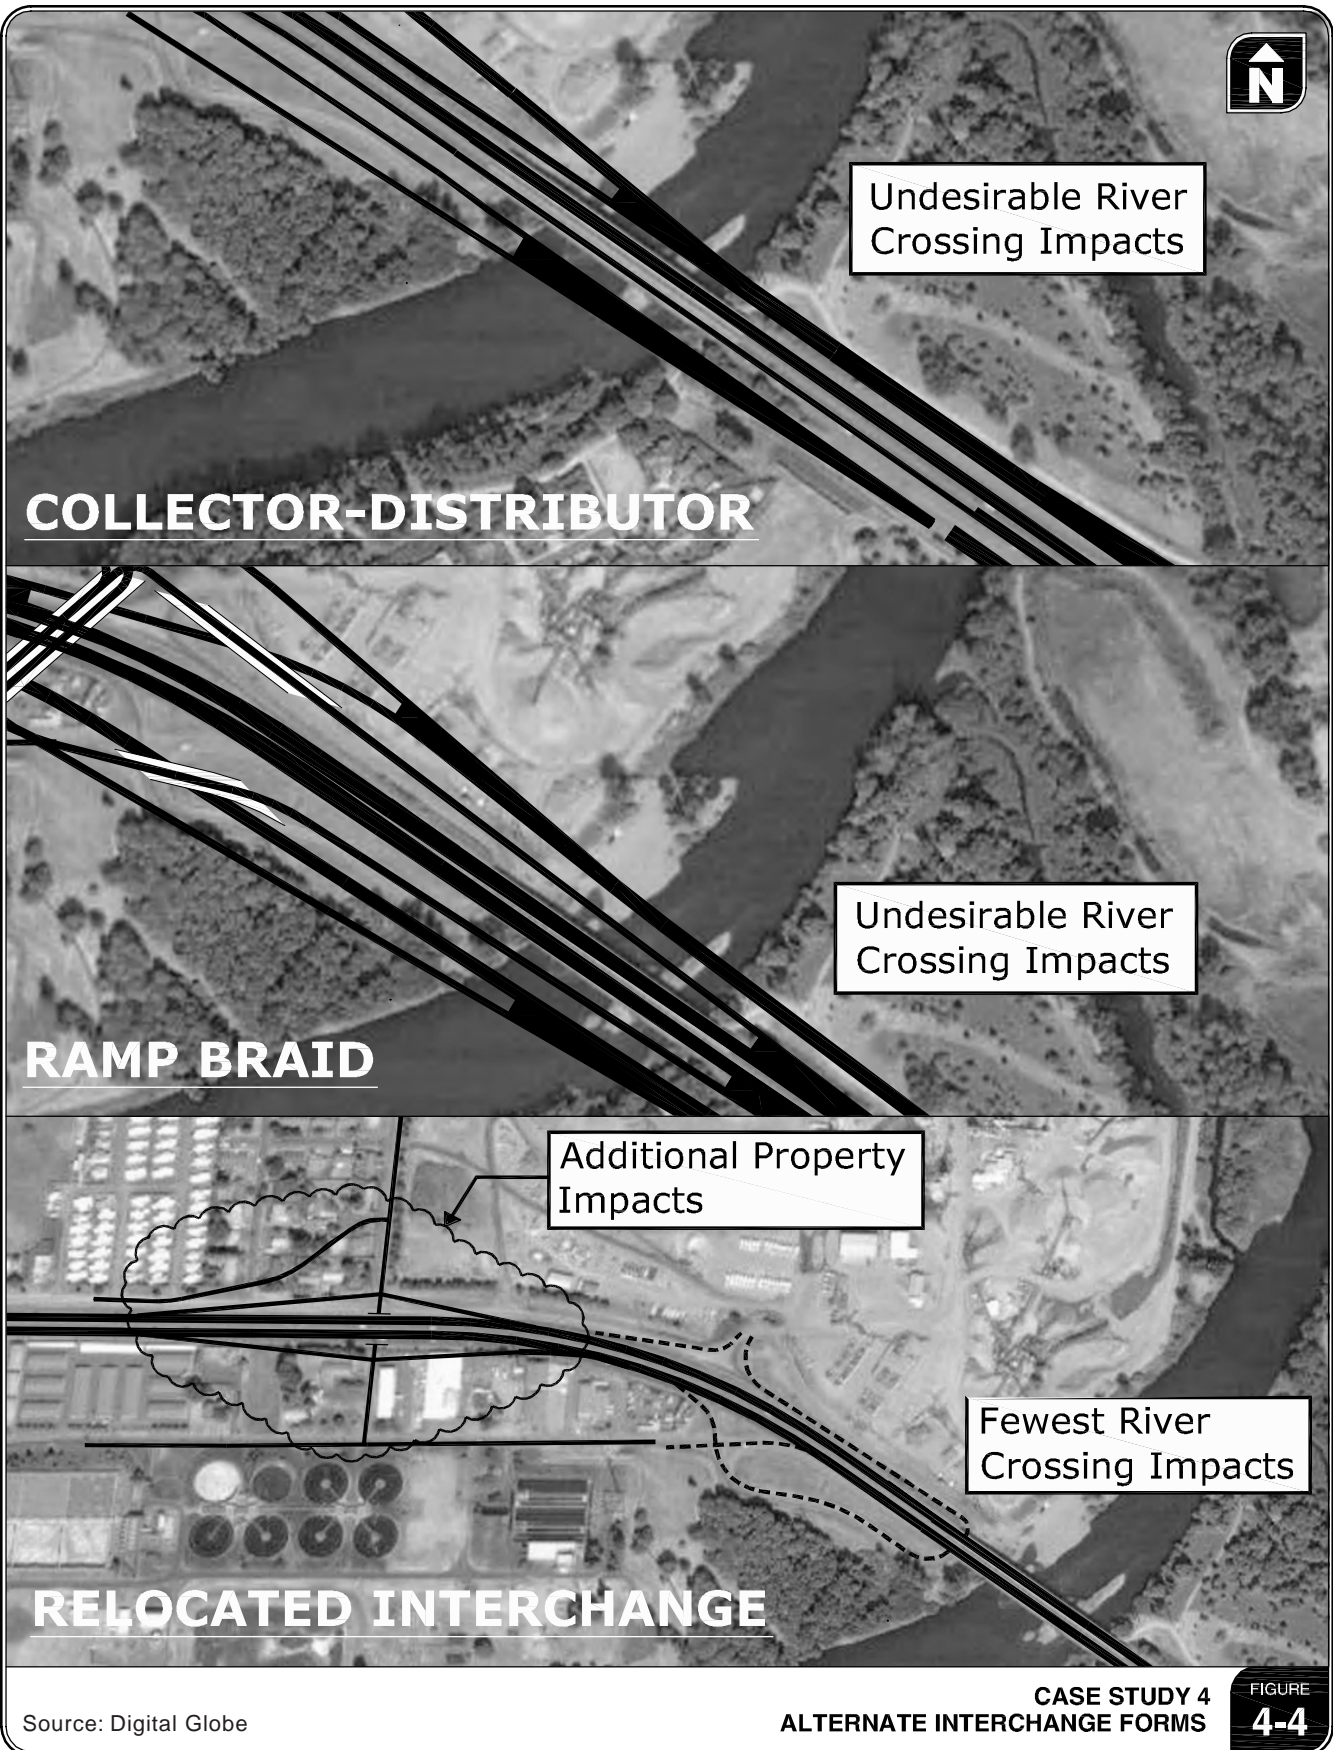 N
Undesirable River
Crossing Impacts
COLLECTOR-DISTRIBUTOR
Undesirable River
Crossing Impacts
RAMP BRAID
Additional Property
Impacts
Fewest River
Crossing Impacts
RELOCATED INTERCHANGE
Source: Digital Globe
CASE STUDY 4
ALTERNATE INTERCHANGE FORMS
FIGURE
4-4